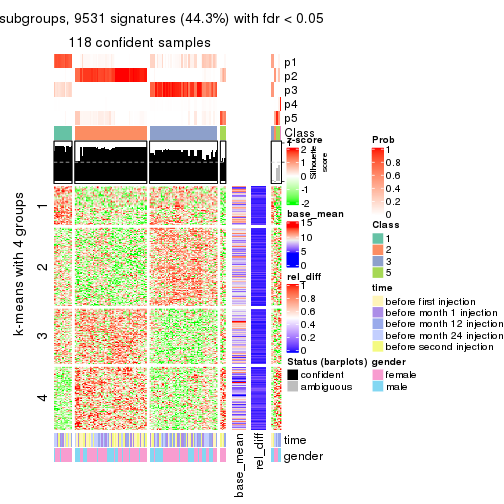 subgroups, 9531 signatures (44.3%) with fdr < 0.05
118 confident samples
p1
p2
p3
p4
p5
Class
Silhouette score
k-means with 4 groups
1
2
3
4
time
gender
base_mean
rel_diff
z-score
2
1
0
-1
-2
base_mean
15
10
5
0
rel_diff
1
0.8
0.6
0.4
0.2
0
Status (barplots)
confident
ambiguous
Prob
1
0.8
0.6
0.4
0.2
0
Class
1
2
3
5
time
before first injection
before month 1 injection
before month 12 injection
before month 24 injection
before second injection
gender
female
male